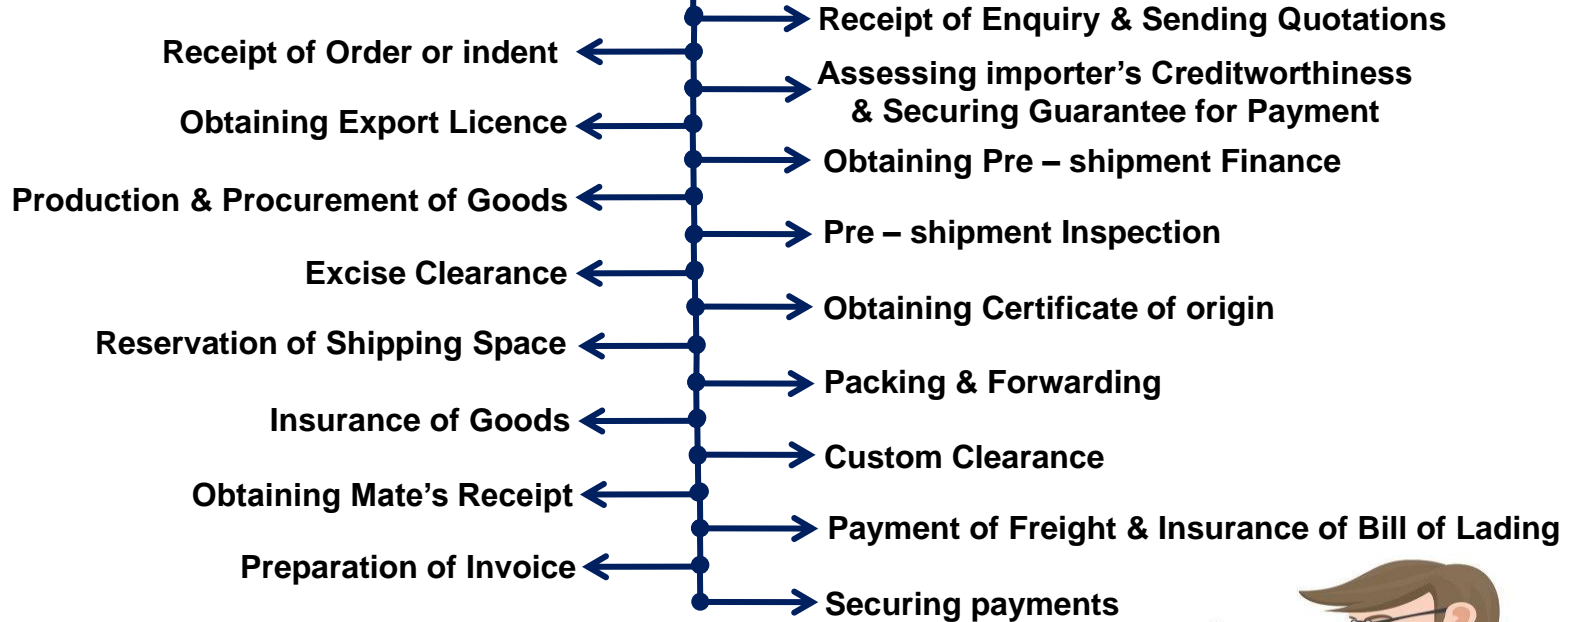 Receipt of Enquiry & Sending Quotations
Receipt of Order or indent
Assessing importer’s Creditworthiness
& Securing Guarantee for Payment
Obtaining Export Licence
Obtaining Pre – shipment Finance
Production & Procurement of Goods
Pre – shipment Inspection
Excise Clearance
Obtaining Certificate of origin
Reservation of Shipping Space
Packing & Forwarding
Insurance of Goods
Custom Clearance
Obtaining Mate’s Receipt
Payment of Freight & Insurance of Bill of Lading
Preparation of Invoice
Securing payments